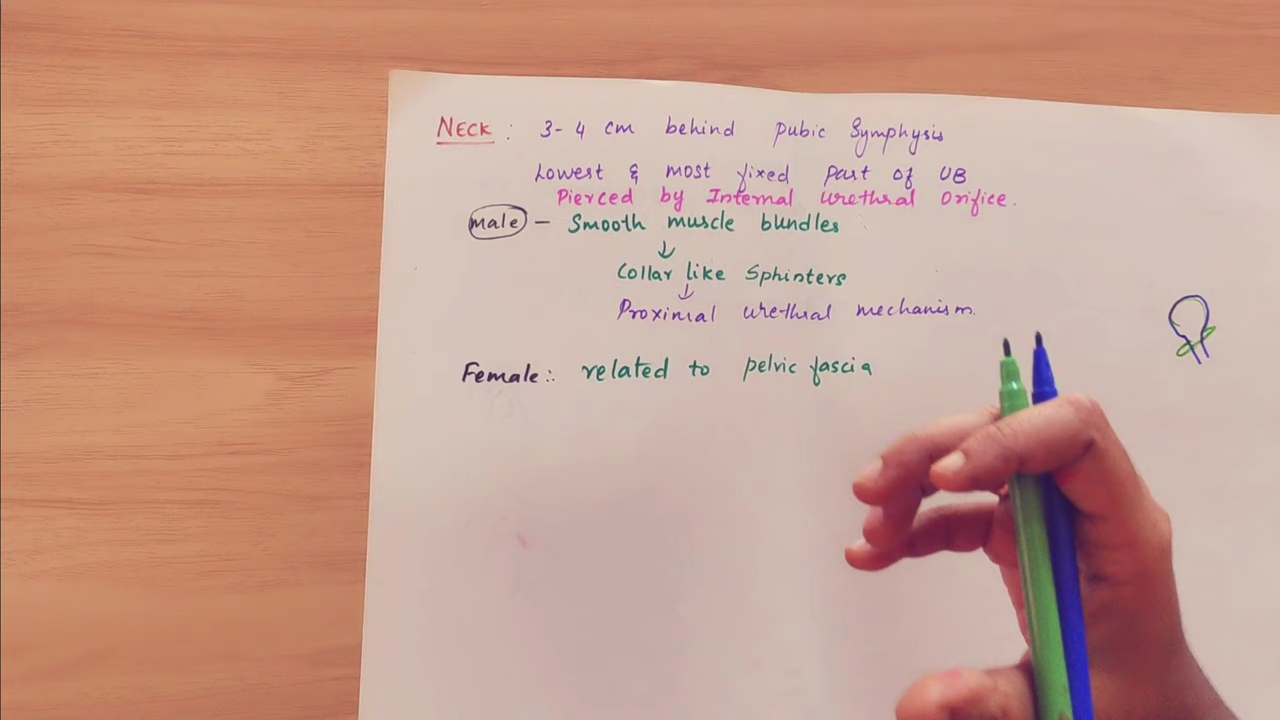 NECK : 3-4 cm behind pubic Symphysis
Lowest & most fixed part of UB
Pierced by Internal urethral Orifice.
male - Smooth muscle bundles
↓
Collar like Sphinters
↓
Proximal urethral mechanism.
Female:. related to pelvic fascia